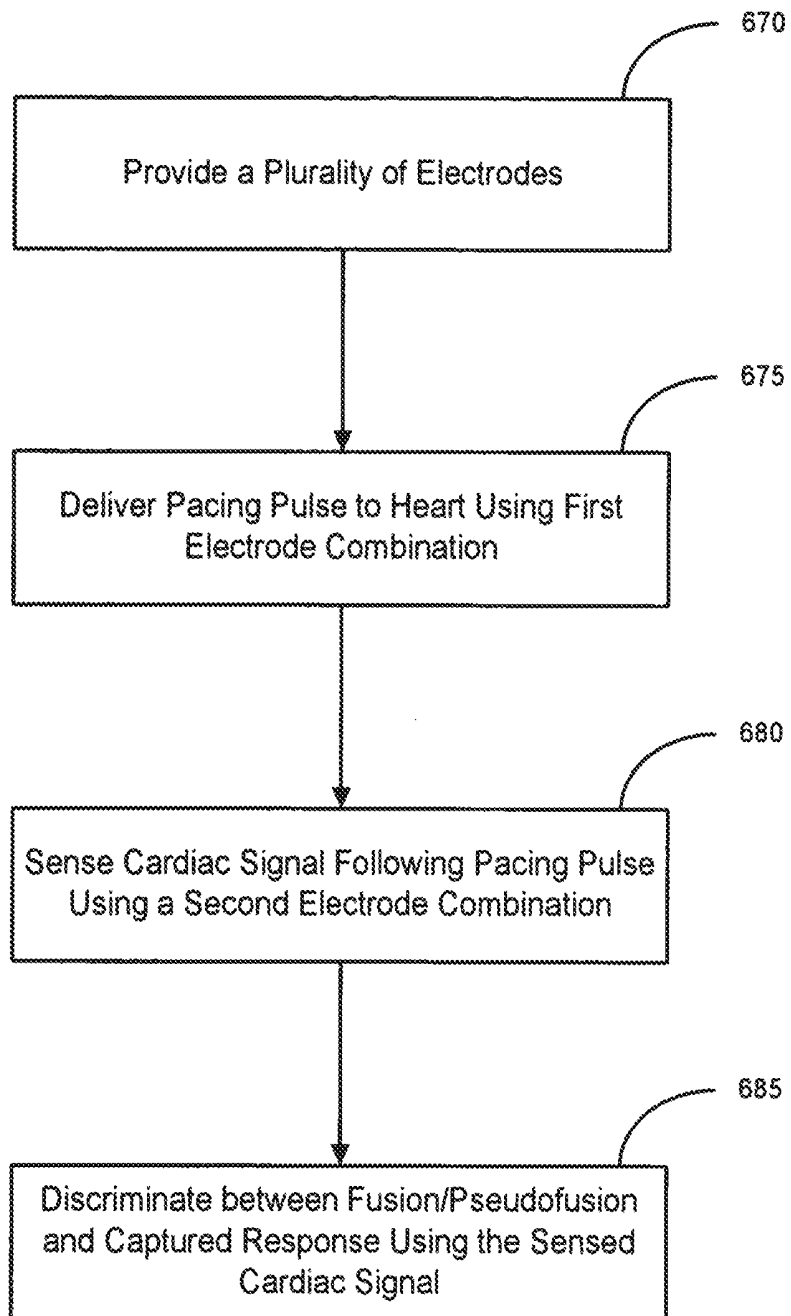 670
Provide a Plurality of Electrodes
675
Deliver Pacing Pulse to Heart Using First
Electrode Combination
680
Sense Cardiac Signal Following Pacing Pulse
Using a Second Electrode Combination
685
Discriminate between Fusion/Pseudofusion
and Captured Response Using the Sensed
Cardiac Signal